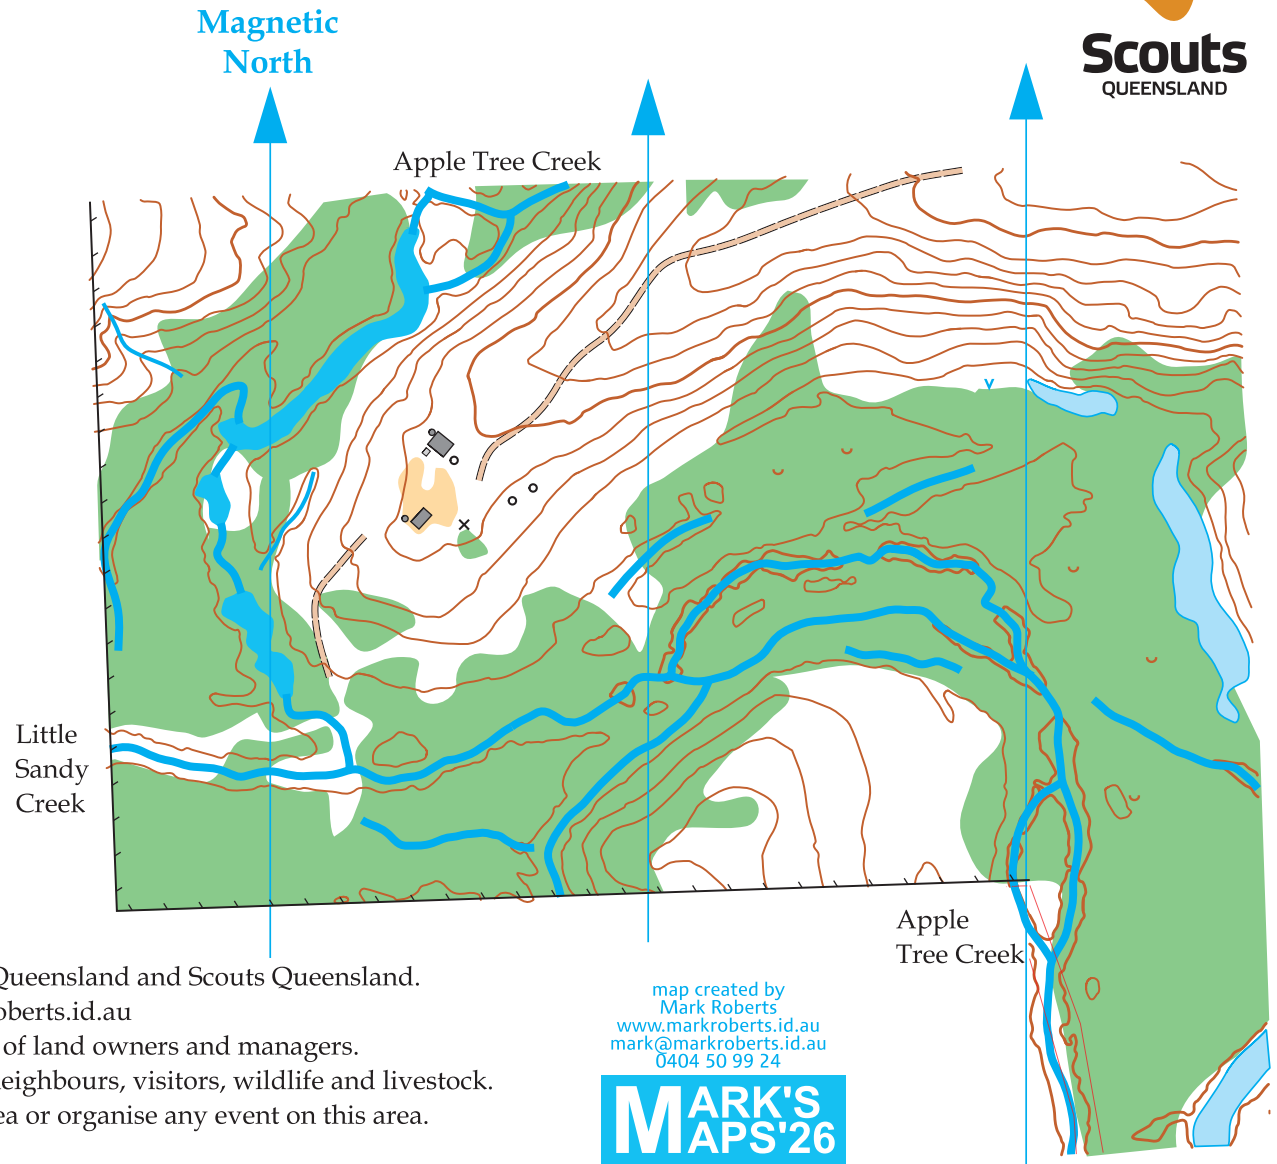 Magnetic
North
Scouts
QUEENSLAND
Apple Tree Creek
Little
Sandy
Creek
Apple
Tree Creek
Queensland and Scouts Queensland.
oberts.id.au
of land owners and managers.
eighbours, visitors, wildlife and livestock.
ea or organise any event on this area.
map created by
Mark Roberts
www.markroberts.id.au
mark@markroberts.id.au
0404 50 99 24
MARK'S
MAPS'26